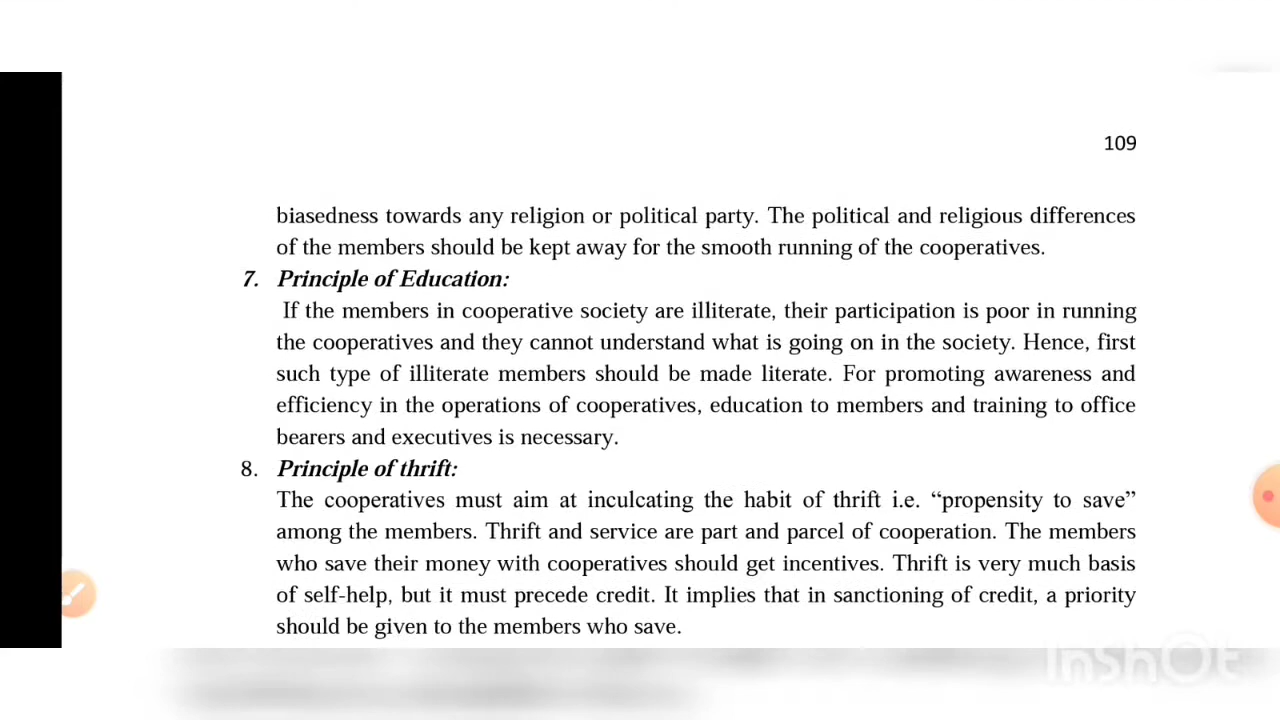 109
biasedness towards any religion or political party. The political and religious differences
of the members should be kept away for the smooth running of the cooperatives.
7. Principle of Education:
If the members in cooperative society are illiterate, their participation is poor in running
the cooperatives and they cannot understand what is going on in the society. Hence, first
such type of illiterate members should be made literate. For promoting awareness and
efficiency in the operations of cooperatives, education to members and training to office
bearers and executives is necessary.
8. Principle of thrift:
The cooperatives must aim at inculcating the habit of thrift i.e. “propensity to save”
among the members. Thrift and service are part and parcel of cooperation. The members
who save their money with cooperatives should get incentives. Thrift is very much basis
of self-help, but it must precede credit. It implies that in sanctioning of credit, a priority
should be given to the members who save.
InShOt